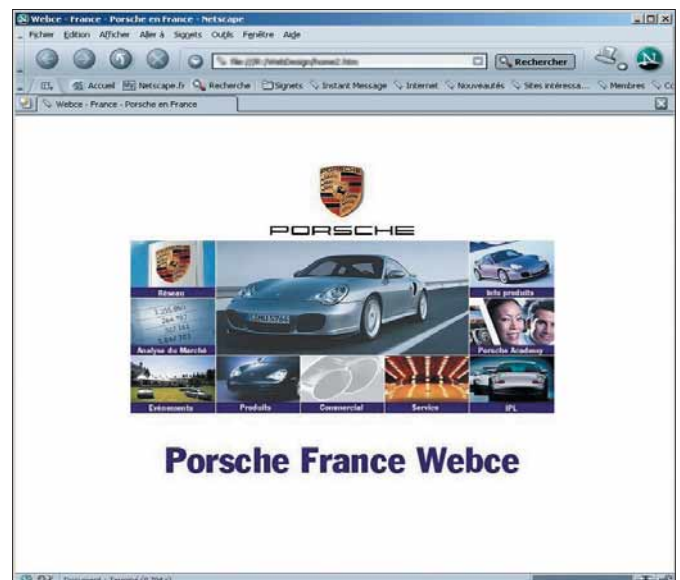 Webce - France - Porsche en France - Netscape
Fichier Edition Afficher Aller à Signets Outils Fenêtre Aide
Rechercher
N
Accueil Netscape.fr Recherche Signets Instant Message Internet Nouveautés Sites intéressa... Membres
Webce - France - Porsche en France
PORSCHE
Réseau
Info produits
Analyse du Marché
Porsche Academy
Evénements Produits Commercial Service IPL
Porsche France Webce